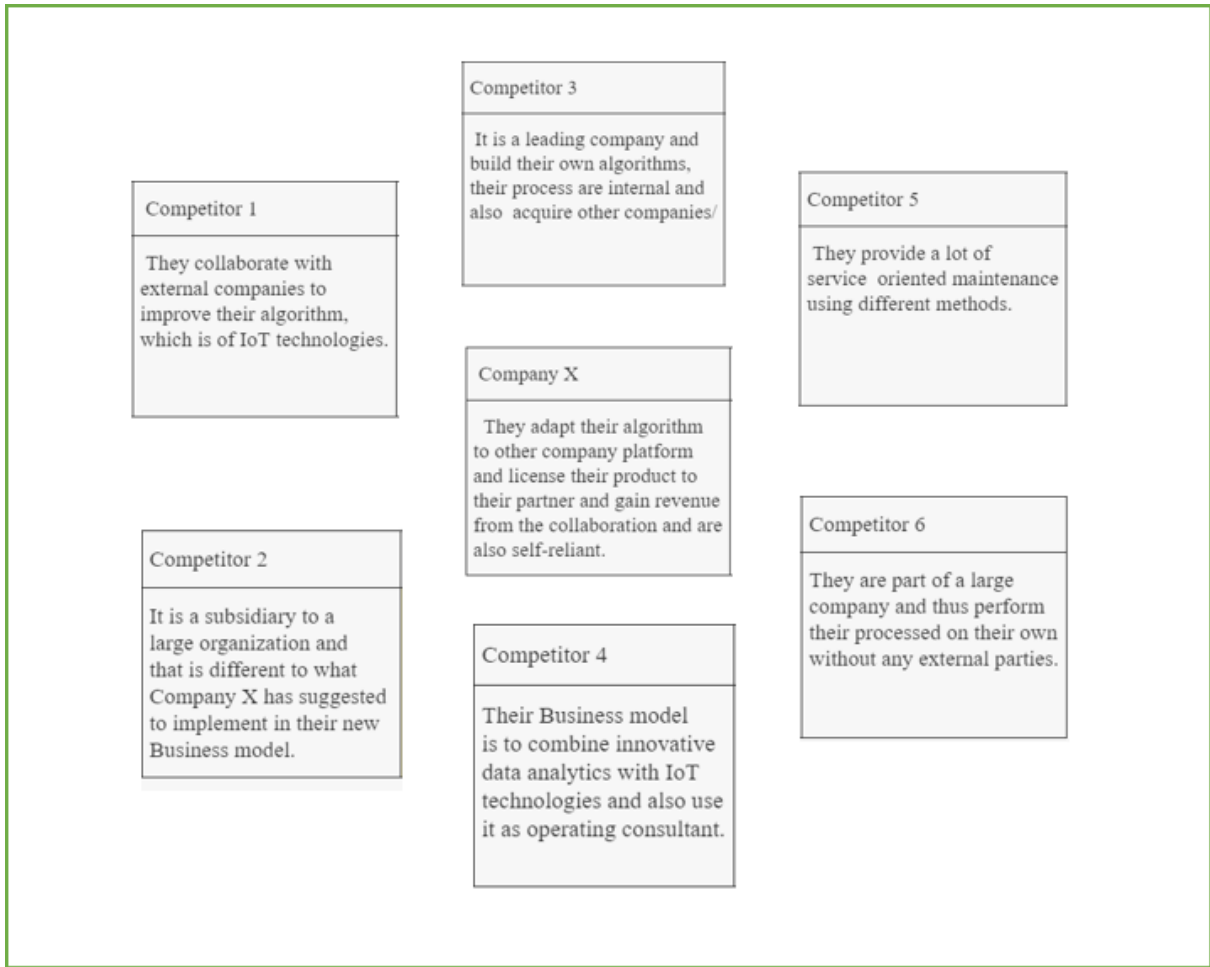 Competitor 3
It is a leading company and
build their own algorithms,
their process are internal and
also acquire other companies/
Competitor 1
They collaborate with
external companies to
improve their algorithm,
which is of IoT technologies.
Competitor 5
They provide a lot of
service oriented maintenance
using different methods.
Company X
They adapt their algorithm
to other company platform
and license their product to
their partner and gain revenue
from the collaboration and are
also self-reliant.
Competitor 2
It is a subsidiary to a
large organization and
that is different to what
Company X has suggested
to implement in their new
Business model.
Competitor 4
Their Business model
is to combine innovative
data analytics with IoT
technologies and also use
it as operating consultant.
Competitor 6
They are part of a large
company and thus perform
their processed on their own
without any external parties.